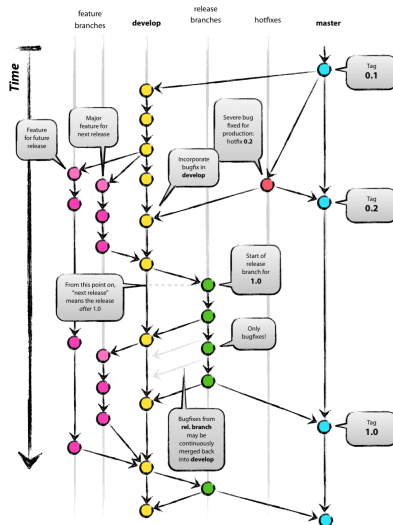 feature
branches
develop
release
branches
hotfixes
master
Time
Tag
0.1
Major
feature for
next release
Severe bug
fixed for
production:
hotfix 0.2
Feature
for future
release
Incorporate
bugfix in
develop
Tag
0.2
Start of
release
branch for
1.0
From this point on,
“next release”
means the release
after 1.0
Only
bugfixes!
Bugfixes from
rel. branch
may be
continuously
merged back
into develop
Tag
1.0